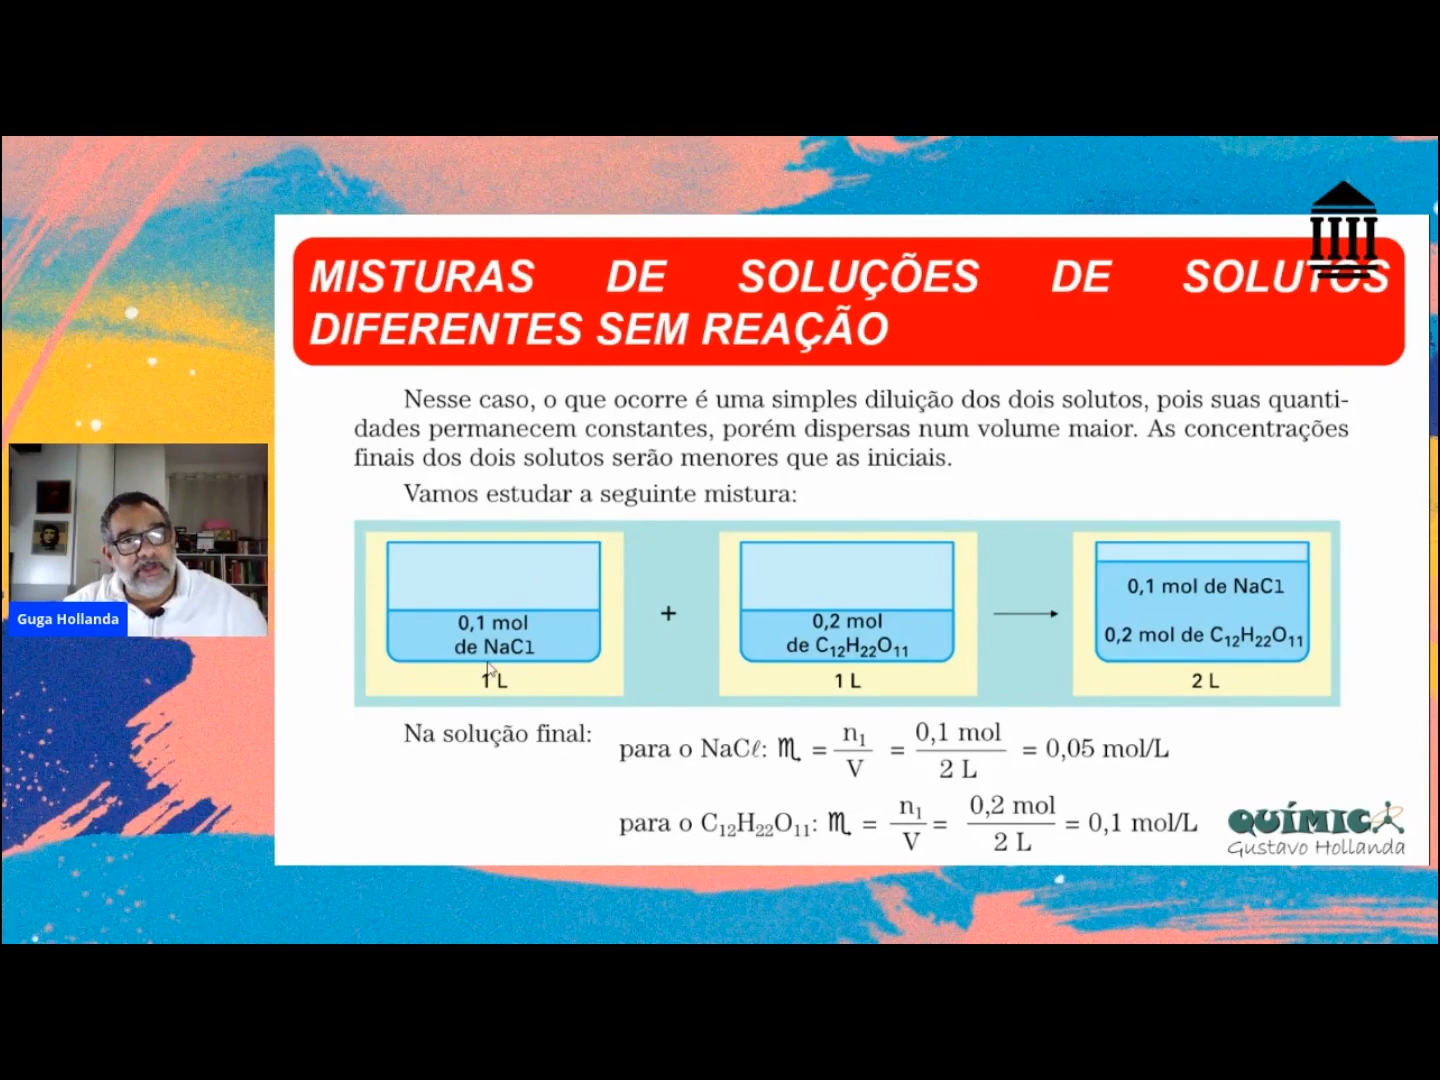 MISTURAS DE SOLUÇÕES DE SOLUTOS
DIFERENTES SEM REAÇÃO
Nesse caso, o que ocorre é uma simples diluição dos dois solutos, pois suas quanti-
dades permanecem constantes, porém dispersas num volume maior. As concentrações
finais dos dois solutos serão menores que as iniciais.
Vamos estudar a seguinte mistura:
0,1 mol
de NaCl
1 L
+
0,2 mol
de C₁₂H₂₂O₁₁
1 L
0,1 mol de NaCl
0,2 mol de C₁₂H₂₂O₁₁
2 L
Guga Hollanda
Na solução final:
para o NaCℓ: ♏ = n₁/V = 0,1 mol/2 L = 0,05 mol/L
para o C₁₂H₂₂O₁₁: ♏ = n₁/V = 0,2 mol/2 L = 0,1 mol/L
QUÍMICA
Gustavo Hollanda